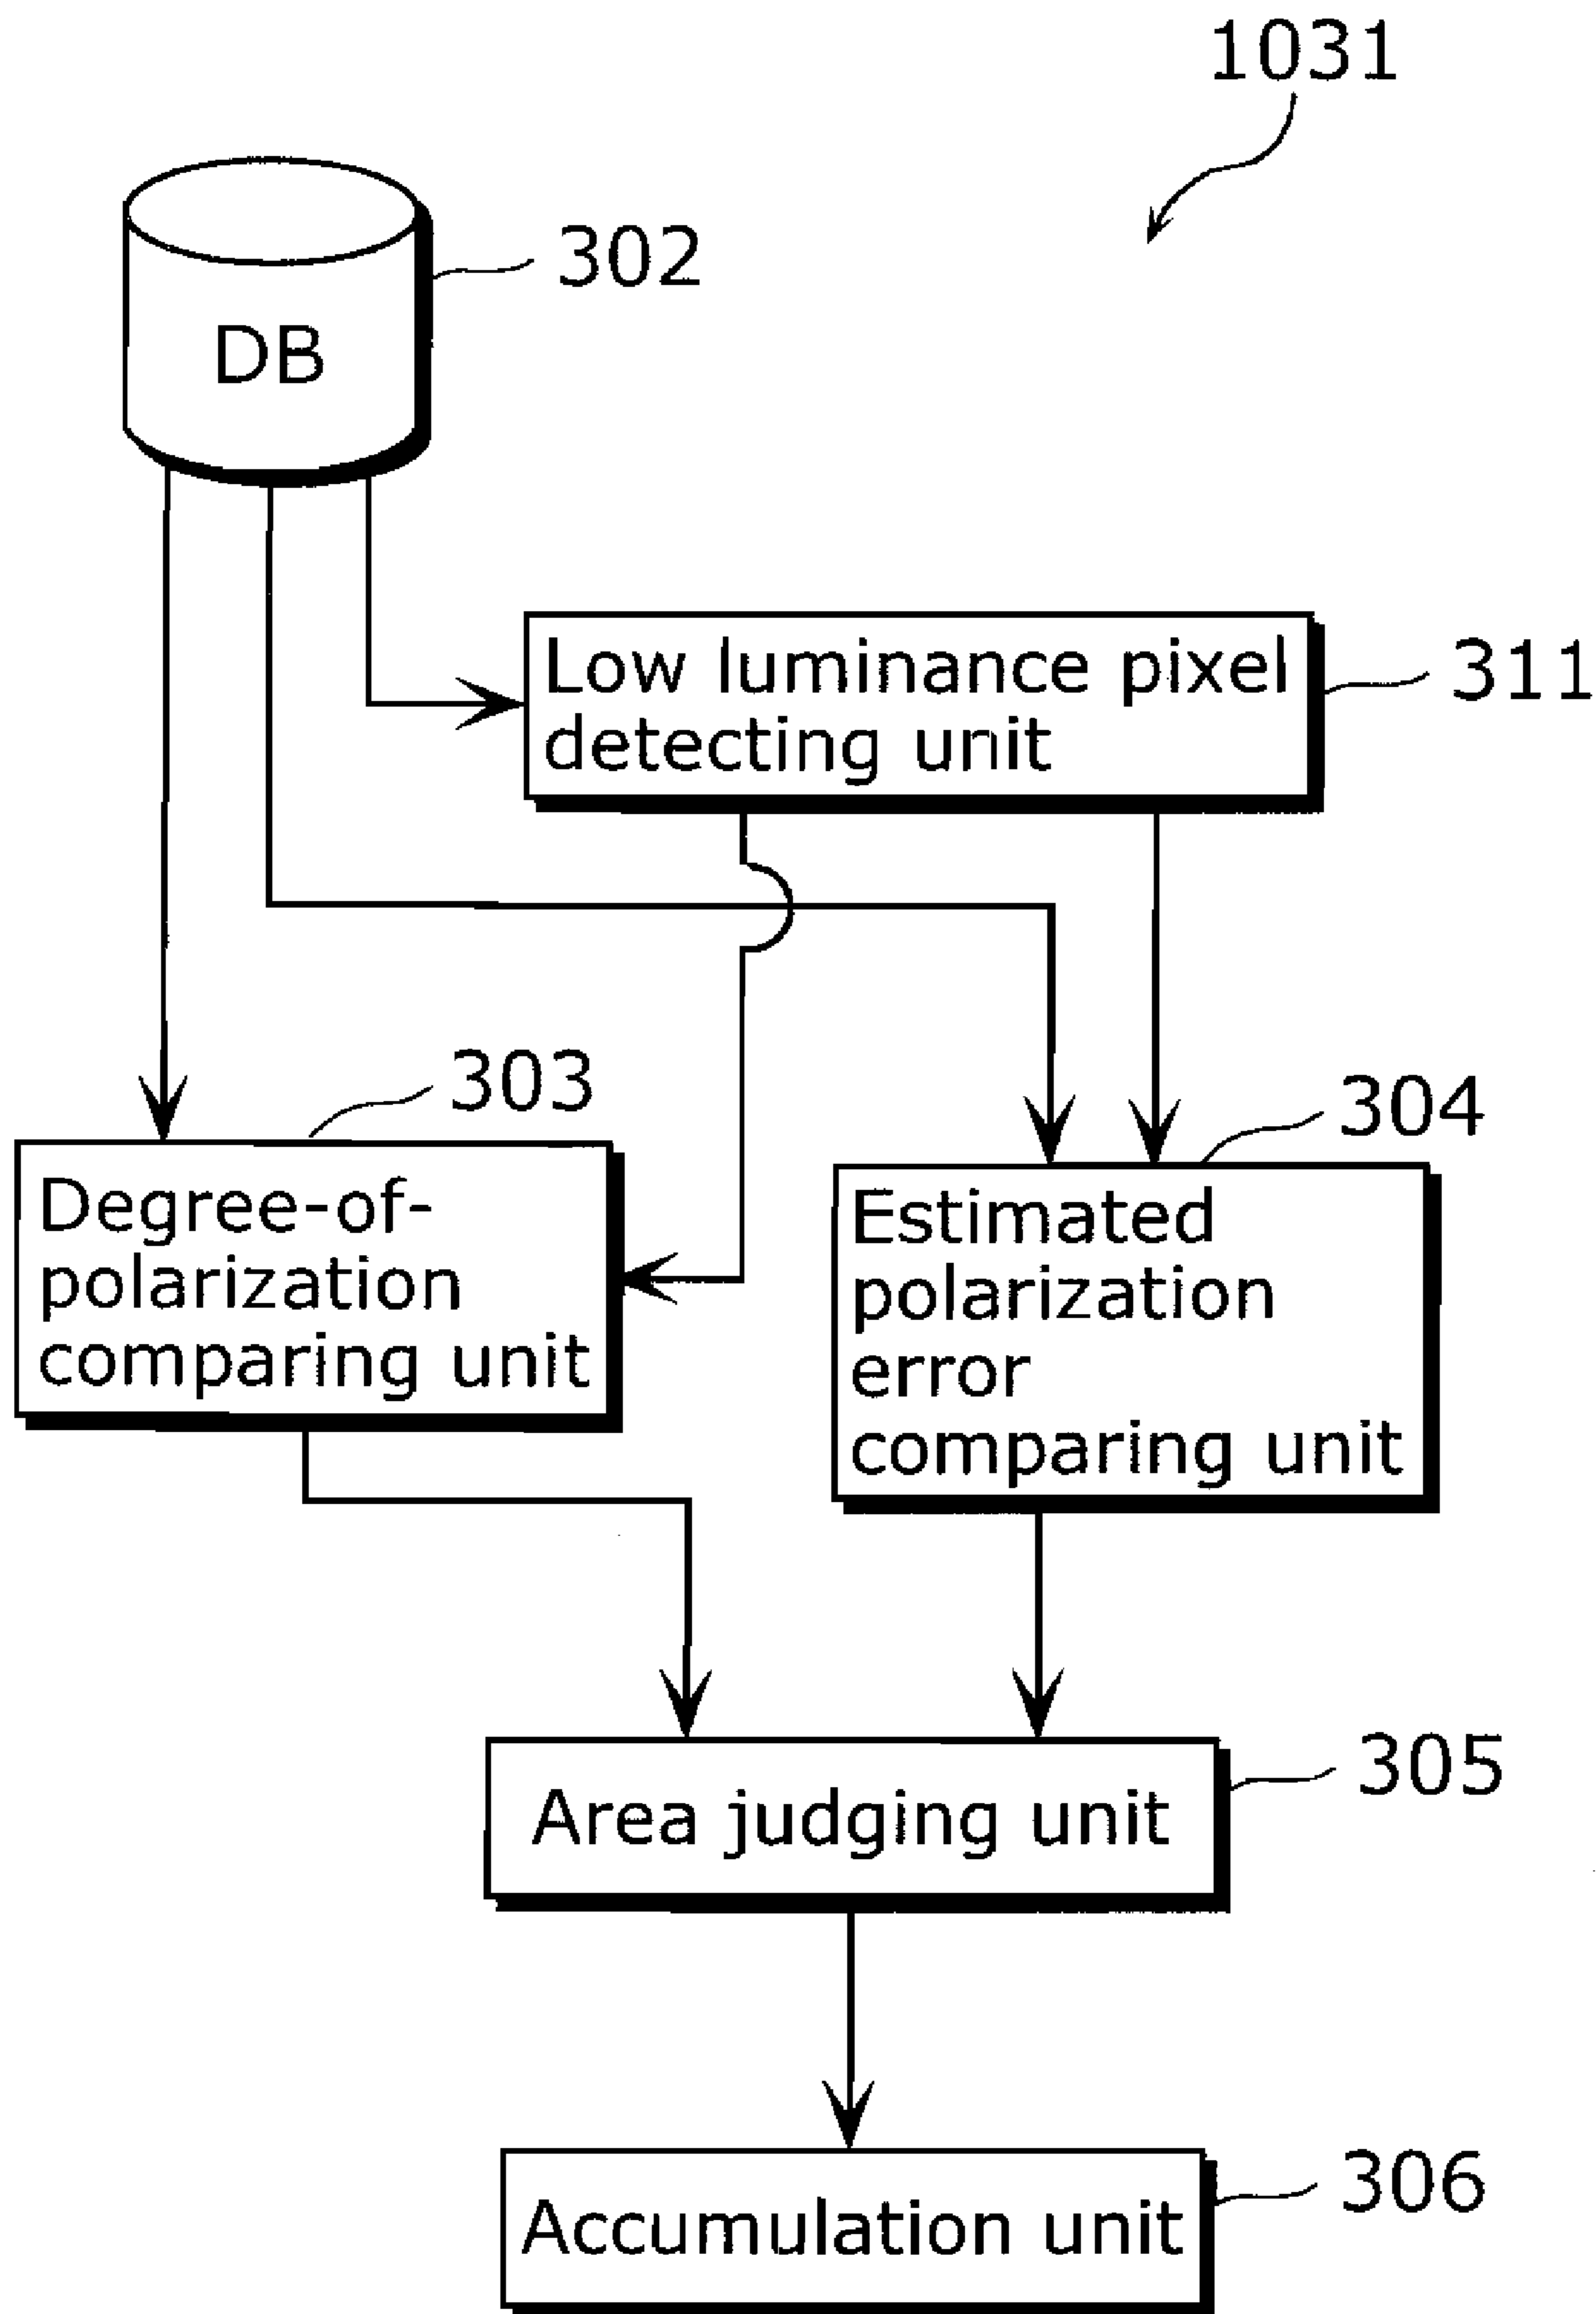 1031
302
DB
Low luminance pixel
detecting unit
311
303
304
Degree-of-
polarization
comparing unit
Estimated
polarization
error
comparing unit
305
Area judging unit
306
Accumulation unit